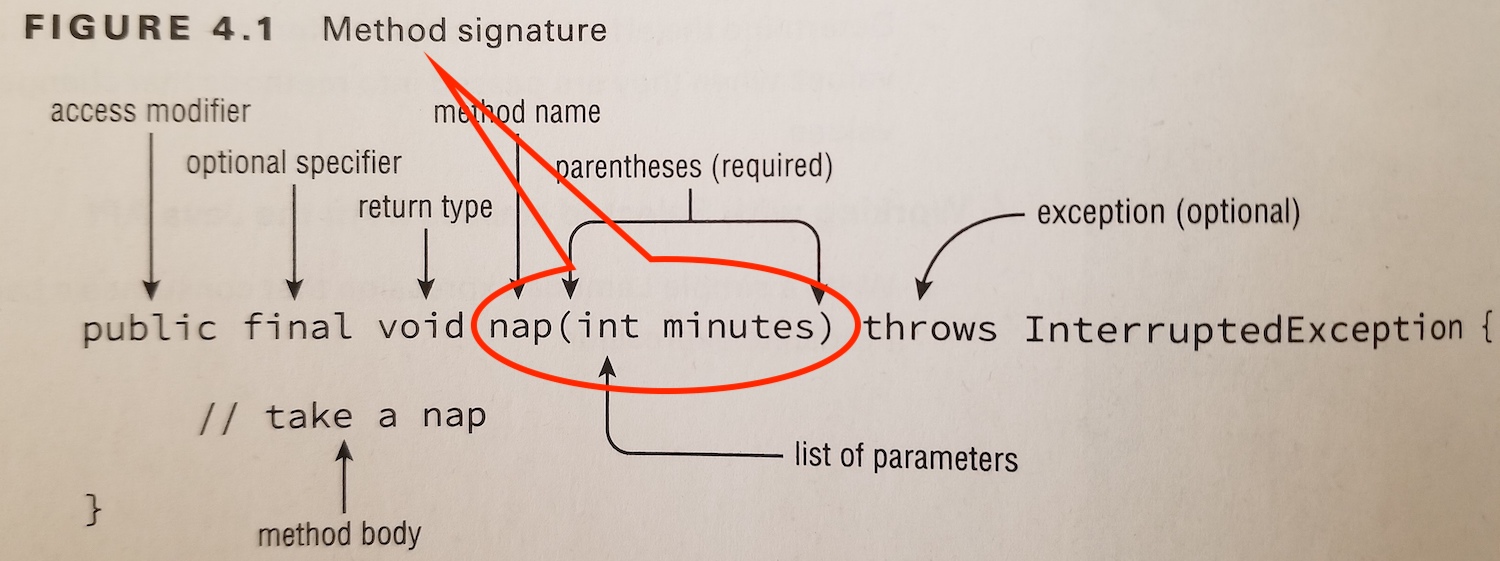 FIGURE 4.1 Method signature
access modifier
method name
optional specifier
parentheses (required)
return type
exception (optional)
public final void nap(int minutes) throws InterruptedException {
// take a nap
list of parameters
}
method body